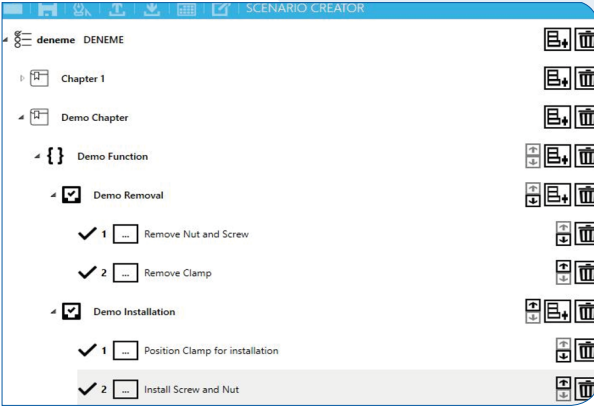 SCENARIO CREATOR
deneme DENEME
Chapter 1
Demo Chapter
{ } Demo Function
Demo Removal
1 ... Remove Nut and Screw
2 ... Remove Clamp
Demo Installation
1 ... Position Clamp for installation
2 ... Install Screw and Nut